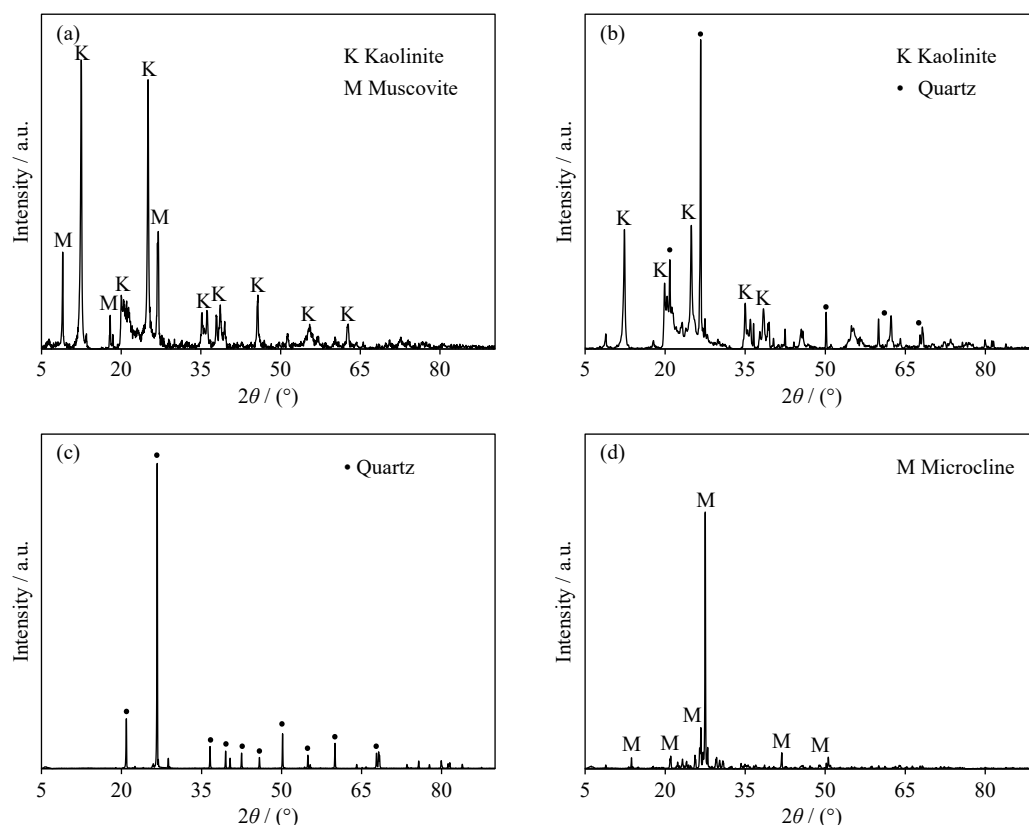 (a)
K Kaolinite
M Muscovite
K
K
M
M
M
K
K
K
K
K
K
Intensity / a.u.
5 20 35 50 65 80
2θ / (°)
(b)
K Kaolinite
• Quartz
K
K
K
K
K
Intensity / a.u.
5 20 35 50 65 80
2θ / (°)
(c)
• Quartz
Intensity / a.u.
5 20 35 50 65 80
2θ / (°)
(d)
M Microcline
M
M
M
M
M
M
Intensity / a.u.
5 20 35 50 65 80
2θ / (°)